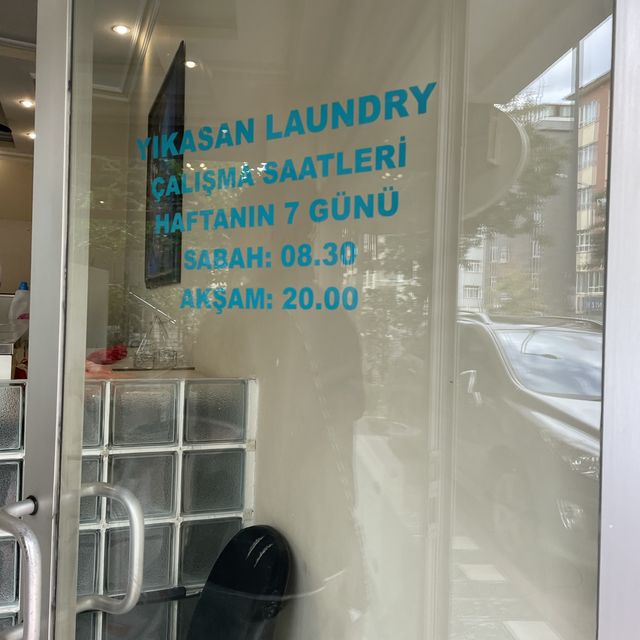 YIKASAN LAUNDRY
ÇALIŞMA SAATLERİ
HAFTANIN 7 GÜNÜ
SABAH: 08.30
AKŞAM: 20.00